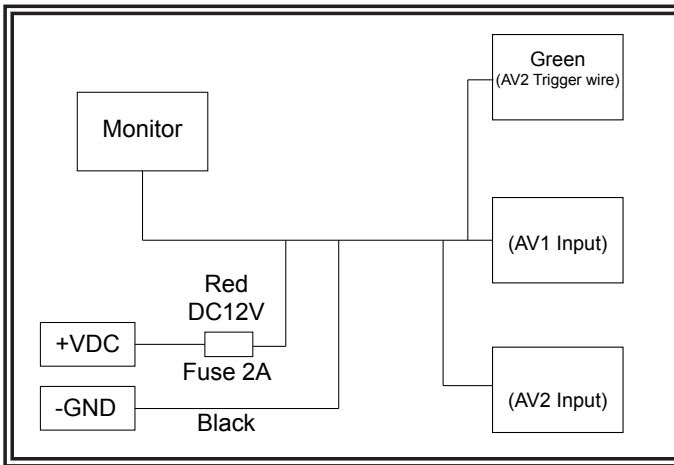 Green
(AV2 Trigger wire)
Monitor
(AV1 Input)
Red
DC12V
+VDC
Fuse 2A
-GND
Black
(AV2 Input)